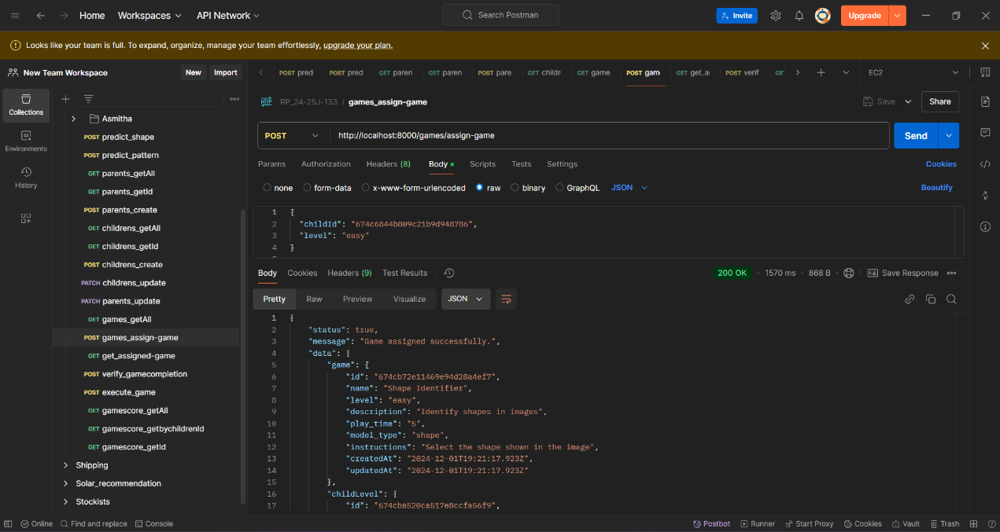 Home Workspaces API Network Search Postman Invite Upgrade
Looks like your team is full. To expand, organize, manage your team effortlessly, upgrade your plan.
New Team Workspace New Import
POST pred POST pred GET paren GET paren POST pare GET childr GET game POST gam GET get_a: POST verif GET EC2
Collections
Environments
History
Asmitha
POST predict_shape
POST predict_pattern
GET parents_getAll
GET parents_getId
POST parents_create
GET childrens_getAll
GET childrens_getId
POST childrens_create
PATCH childrens_update
PATCH parents_update
GET games_getAll
POST games_assign-game
GET get_assigned-game
POST verify_gamecompletion
POST execute_game
GET gamescore_getAll
GET gamescore_getbychildrenId
GET gamescore_getId
Shipping
Solar_recommendation
Stockists
HTTP RP_24-25J-133 / games_assign-game Save Share
POST http://localhost:8000/games/assign-game Send
Params Authorization Headers (8) Body Scripts Tests Settings Cookies
none form-data x-www-form-urlencoded raw binary GraphQL JSON Beautify
1 {
2 "childId": "674c6844b809c21b9d948786",
3 "level": "easy"
4 }
Body Cookies Headers (9) Test Results 200 OK 1570 ms 868 B Save Response
Pretty Raw Preview Visualize JSON
1 {
2 "status": true,
3 "message": "Game assigned successfully.",
4 "data": {
5 "game": {
6 "id": "674cb72e11469e94d28a4ef7",
7 "name": "Shape Identifier",
8 "level": "easy",
9 "description": "Identify shapes in images",
10 "play_time": "5",
11 "model_type": "shape",
12 "instructions": "Select the shape shown in the image",
13 "createdAt": "2024-12-01T19:21:17.923Z",
14 "updatedAt": "2024-12-01T19:21:17.923Z"
15 },
16 "childLevel": {
17 "id": "674cba520ca517e8ccfa56f9",
Online Find and replace Console Postbot Runner Start Proxy Cookies Vault Trash